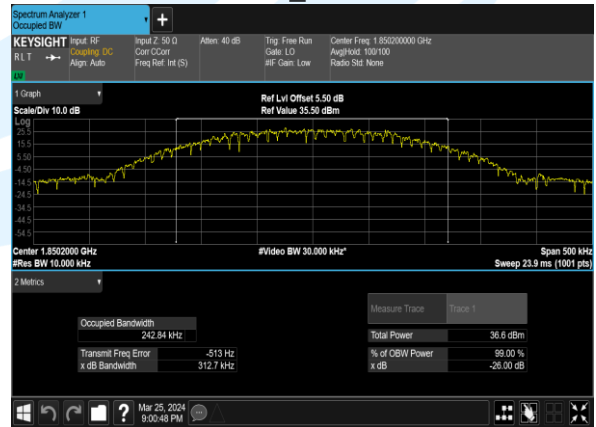 Spectrum Analyzer 1
Occupied BW
+
KEYSIGHT Input: RF Input Z: 50 Ω Atten: 40 dB Trig: Free Run Center Freq: 1.850200000 GHz
R L T Coupling: DC Corr CCorr Gate: LO Avg|Hold: 100/100
Align: Auto Freq Ref: Int (S) #IF Gain: Low Radio Std: None
LW
1 Graph
Ref Lvl Offset 5.50 dB
Scale/Div 10.0 dB Ref Value 35.50 dBm
Log
25.5
15.5
5.50
-4.50
-14.5
-24.5
-34.5
-44.5
-54.5
Center 1.8502000 GHz #Video BW 30.000 kHz* Span 500 kHz
#Res BW 10.000 kHz Sweep 23.9 ms (1001 pts)
2 Metrics
Measure Trace Trace 1
Occupied Bandwidth
242.84 kHz Total Power 36.6 dBm
Transmit Freq Error -513 Hz % of OBW Power 99.00 %
x dB Bandwidth 312.7 kHz x dB -26.00 dB
?
Mar 25, 2024
9:00:48 PM